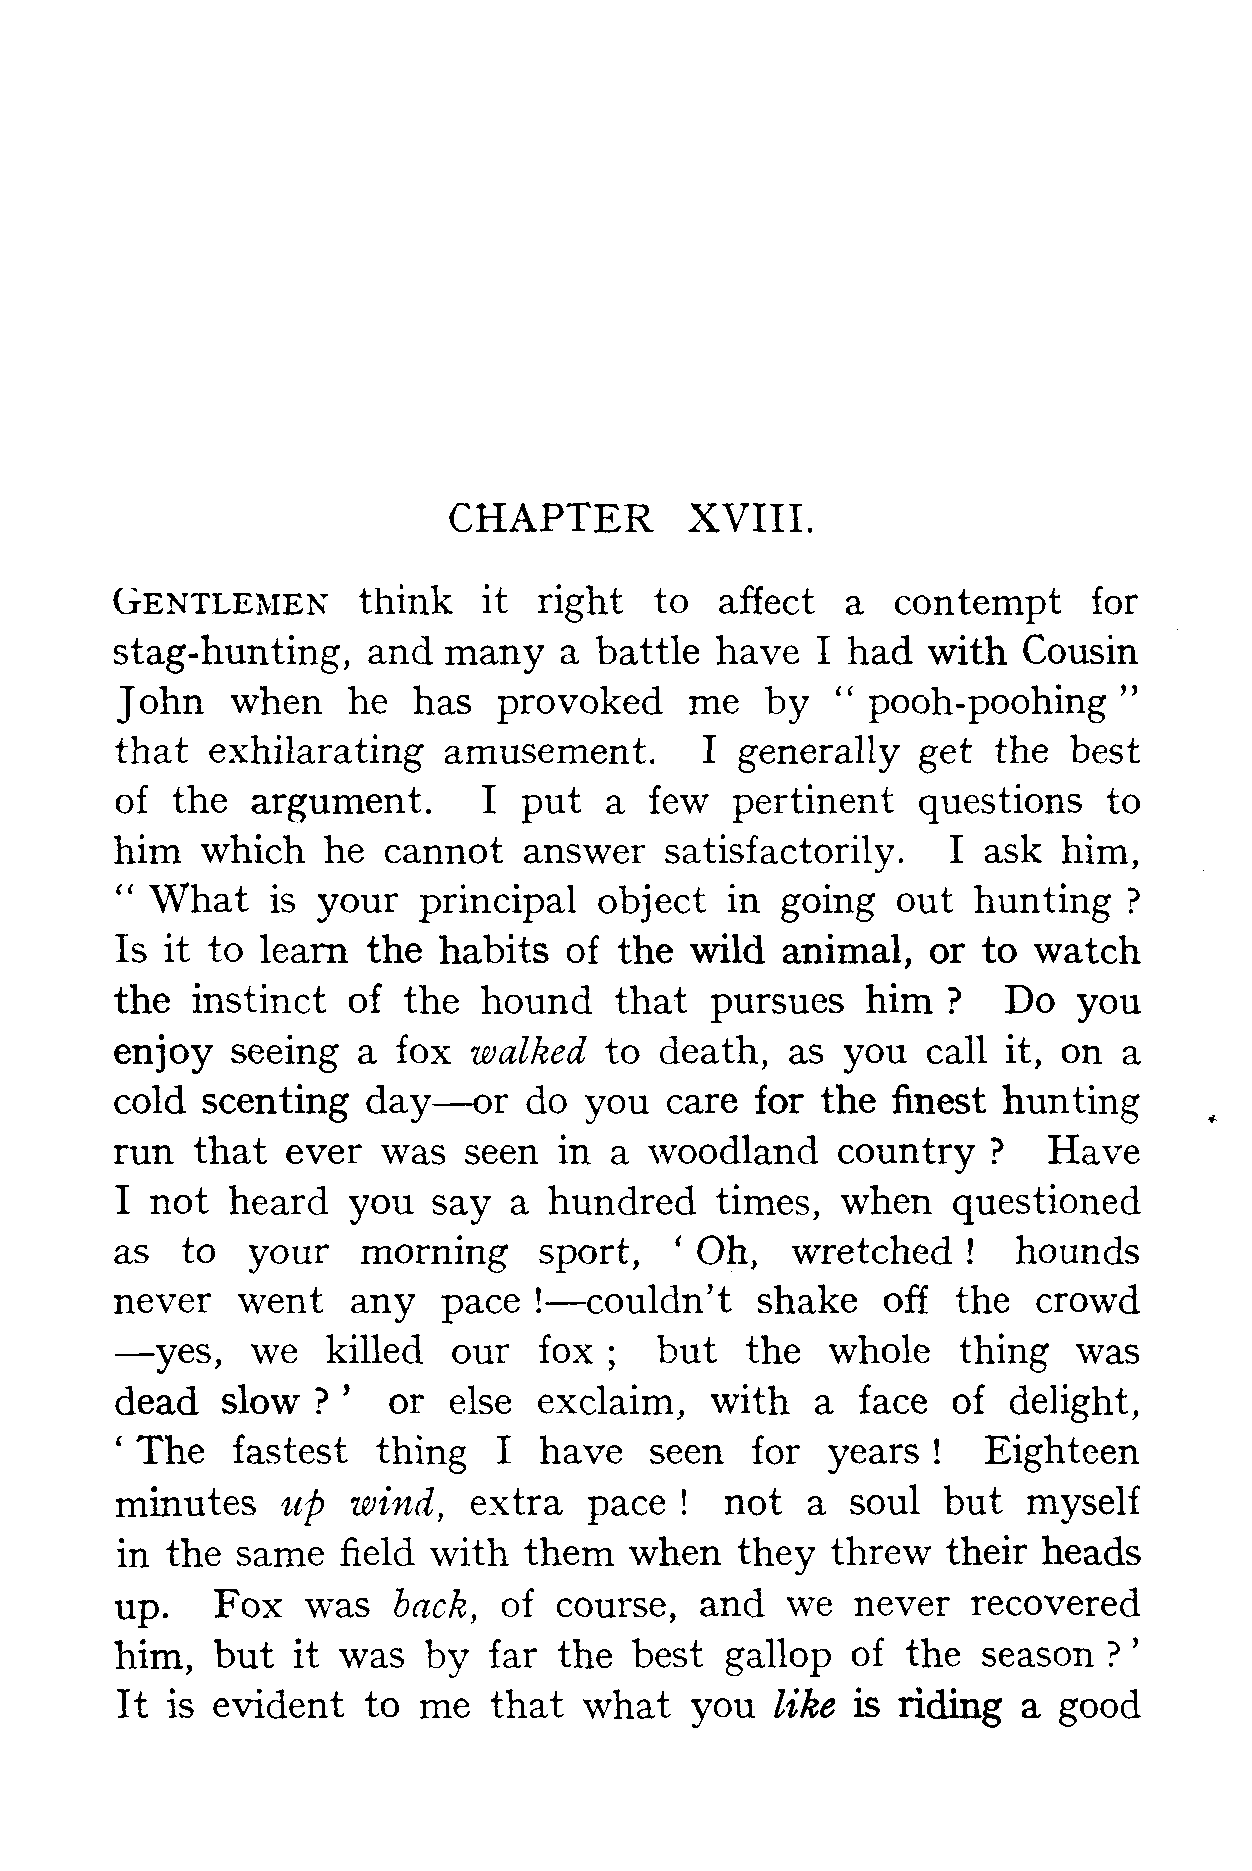 CHAPTER XVIII.
GENTLEMEN think it right to affect a contempt for
stag-hunting, and many a battle have I had with Cousin
John when he has provoked me by “ pooh-poohing ”
that exhilarating amusement. I generally get the best
of the argument. I put a few pertinent questions to
him which he cannot answer satisfactorily. I ask him,
“ What is your principal object in going out hunting ?
Is it to learn the habits of the wild animal, or to watch
the instinct of the hound that pursues him ? Do you
enjoy seeing a fox walked to death, as you call it, on a
cold scenting day—or do you care for the finest hunting
run that ever was seen in a woodland country ? Have
I not heard you say a hundred times, when questioned
as to your morning sport, ‘ Oh, wretched ! hounds
never went any pace !—couldn’t shake off the crowd
—yes, we killed our fox ; but the whole thing was
dead slow ? ’ or else exclaim, with a face of delight,
‘ The fastest thing I have seen for years ! Eighteen
minutes up wind, extra pace ! not a soul but myself
in the same field with them when they threw their heads
up. Fox was back, of course, and we never recovered
him, but it was by far the best gallop of the season ? ’
It is evident to me that what you like is riding a good